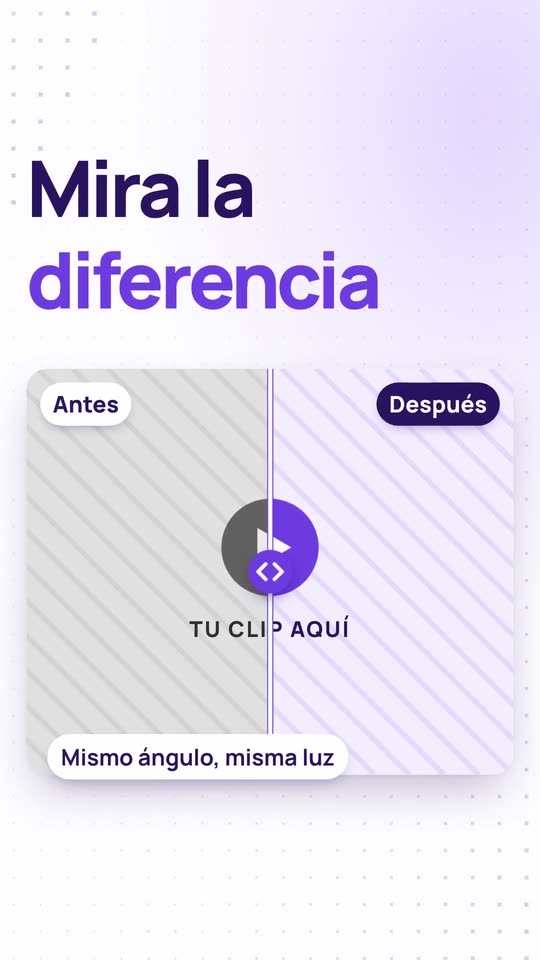 Mira la
diferencia
Antes
Después
TU CLIP AQUÍ
Mismo ángulo, misma luz